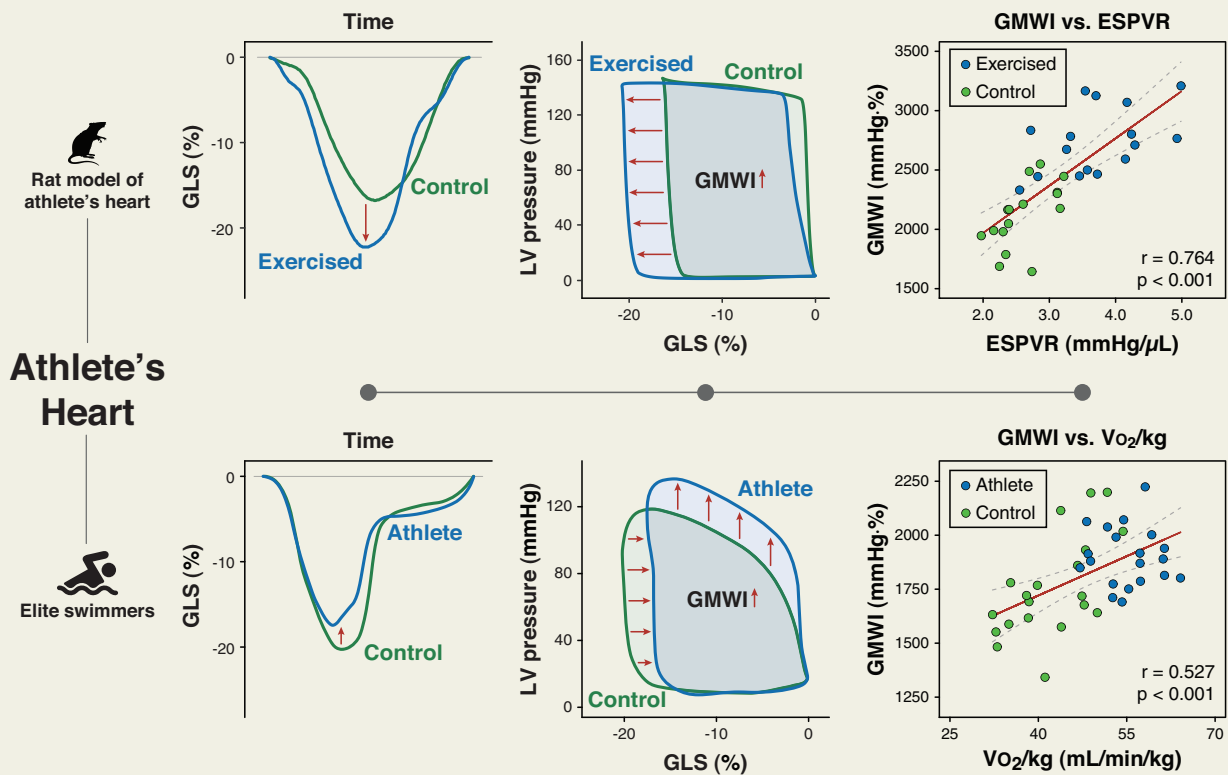 Athlete's
Heart
Rat model of
athlete's heart
Time
GLS (%)
0
-10
-20
Control
Exercised
LV pressure (mmHg)
160
120
80
40
0
Exercised
Control
GMWI
-20
-10
0
GLS (%)
GMWI vs. ESPVR
GMWI (mmHg·%)
3500
3000
2500
2000
1500
Exercised
Control
r = 0.764
p < 0.001
2.0
3.0
4.0
5.0
ESPVR (mmHg/µL)
Elite swimmers
Time
GLS (%)
0
-10
-20
Athlete
Control
LV pressure (mmHg)
120
80
40
0
Athlete
GMWI
Control
-20
-10
0
GLS (%)
GMWI vs. VO2/kg
GMWI (mmHg·%)
2250
2000
1750
1500
1250
Athlete
Control
r = 0.527
p < 0.001
25
40
55
70
VO2/kg (mL/min/kg)